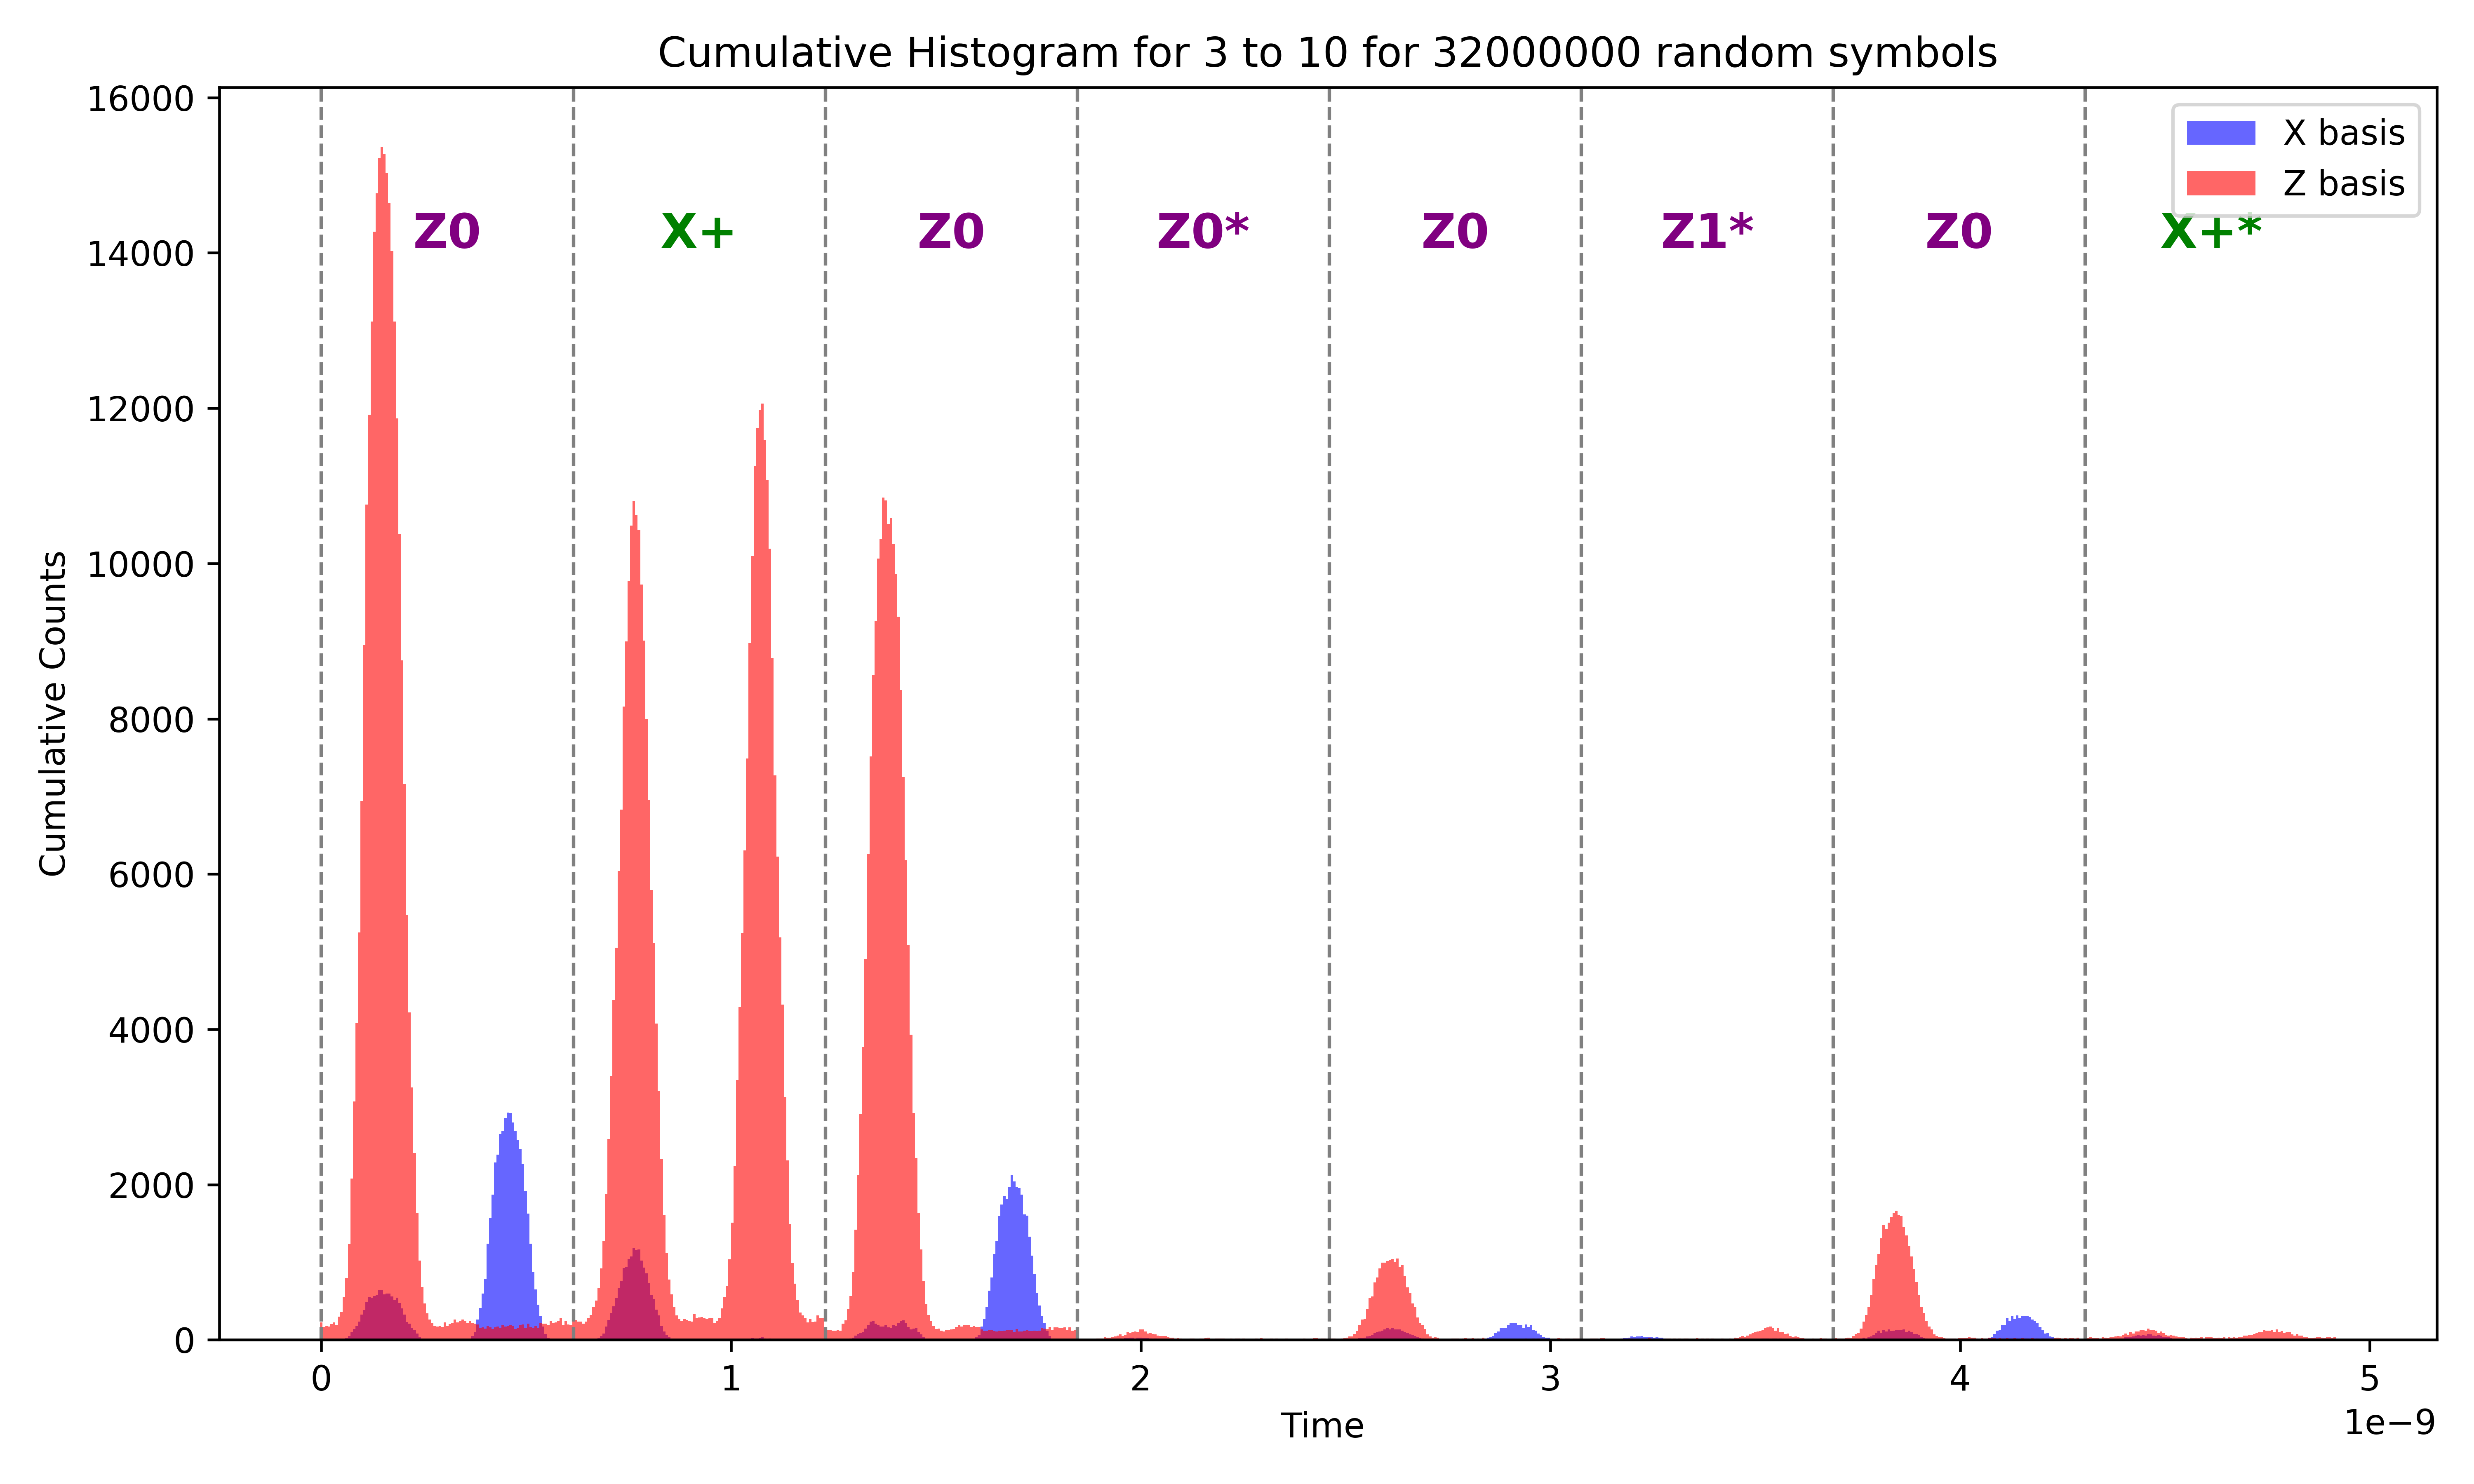 Cumulative Histogram for 3 to 10 for 32000000 random symbols
16000
14000
12000
10000
8000
6000
4000
2000
0
Cumulative Counts
X basis
Z basis
Z0 X+ Z0 Z0* Z0 Z1* Z0 X+*
0 1 2 3 4 5
Time
1e−9